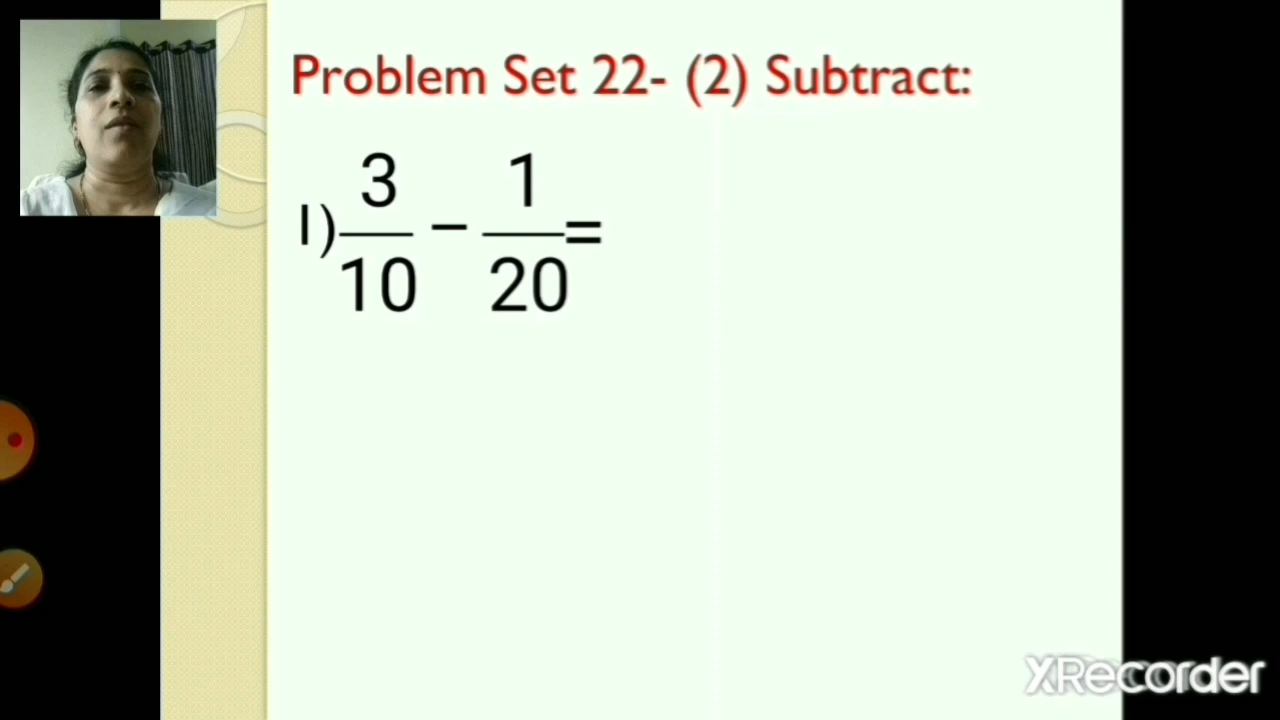 Problem Set 22- (2) Subtract:
1) 3/10 − 1/20 =
XRecorder